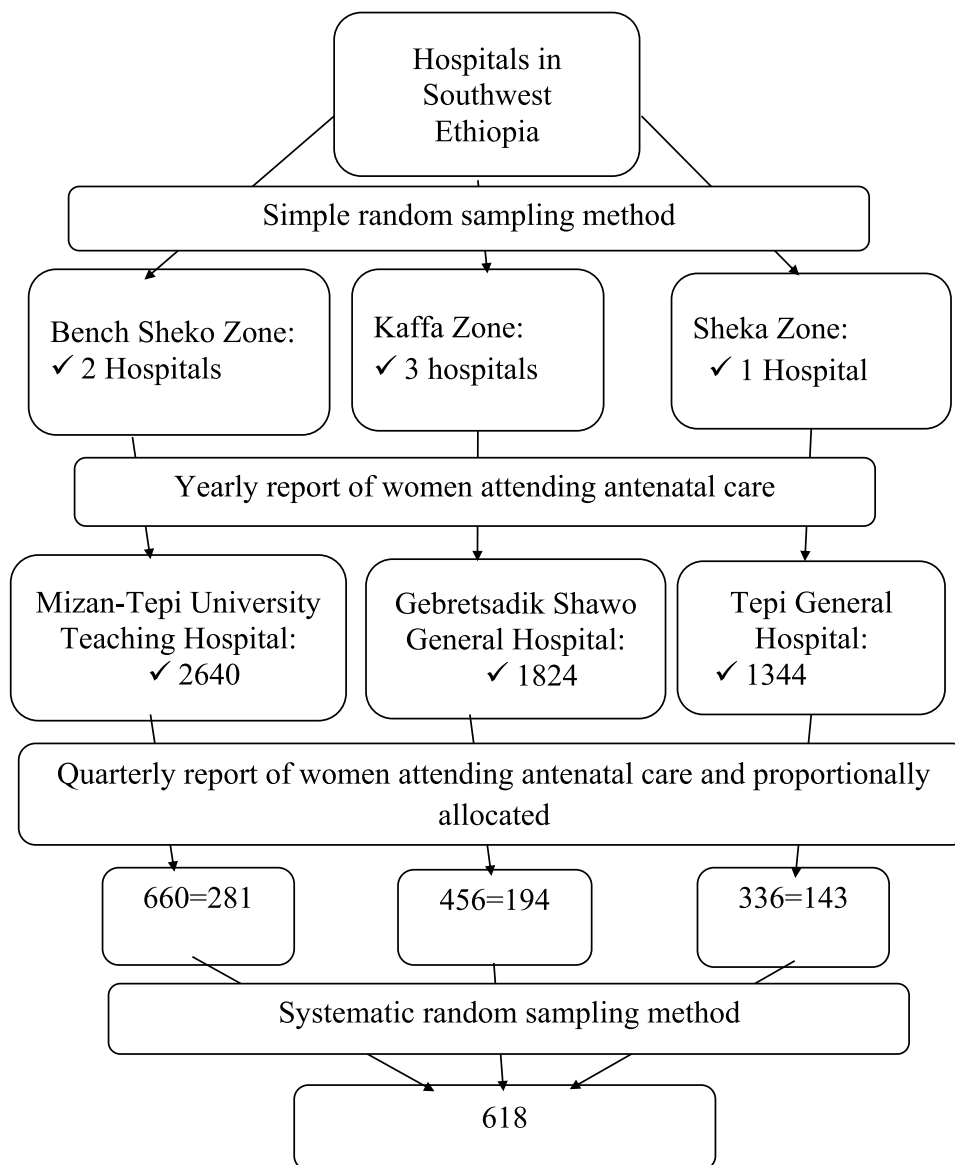 Hospitals in
Southwest
Ethiopia
Simple random sampling method
Bench Sheko Zone:
✓ 2 Hospitals
Kaffa Zone:
✓ 3 hospitals
Sheka Zone:
✓ 1 Hospital
Yearly report of women attending antenatal care
Mizan-Tepi University
Teaching Hospital:
✓ 2640
Gebretsadik Shawo
General Hospital:
✓ 1824
Tepi General
Hospital:
✓ 1344
Quarterly report of women attending antenatal care and proportionally
allocated
660=281
456=194
336=143
Systematic random sampling method
618